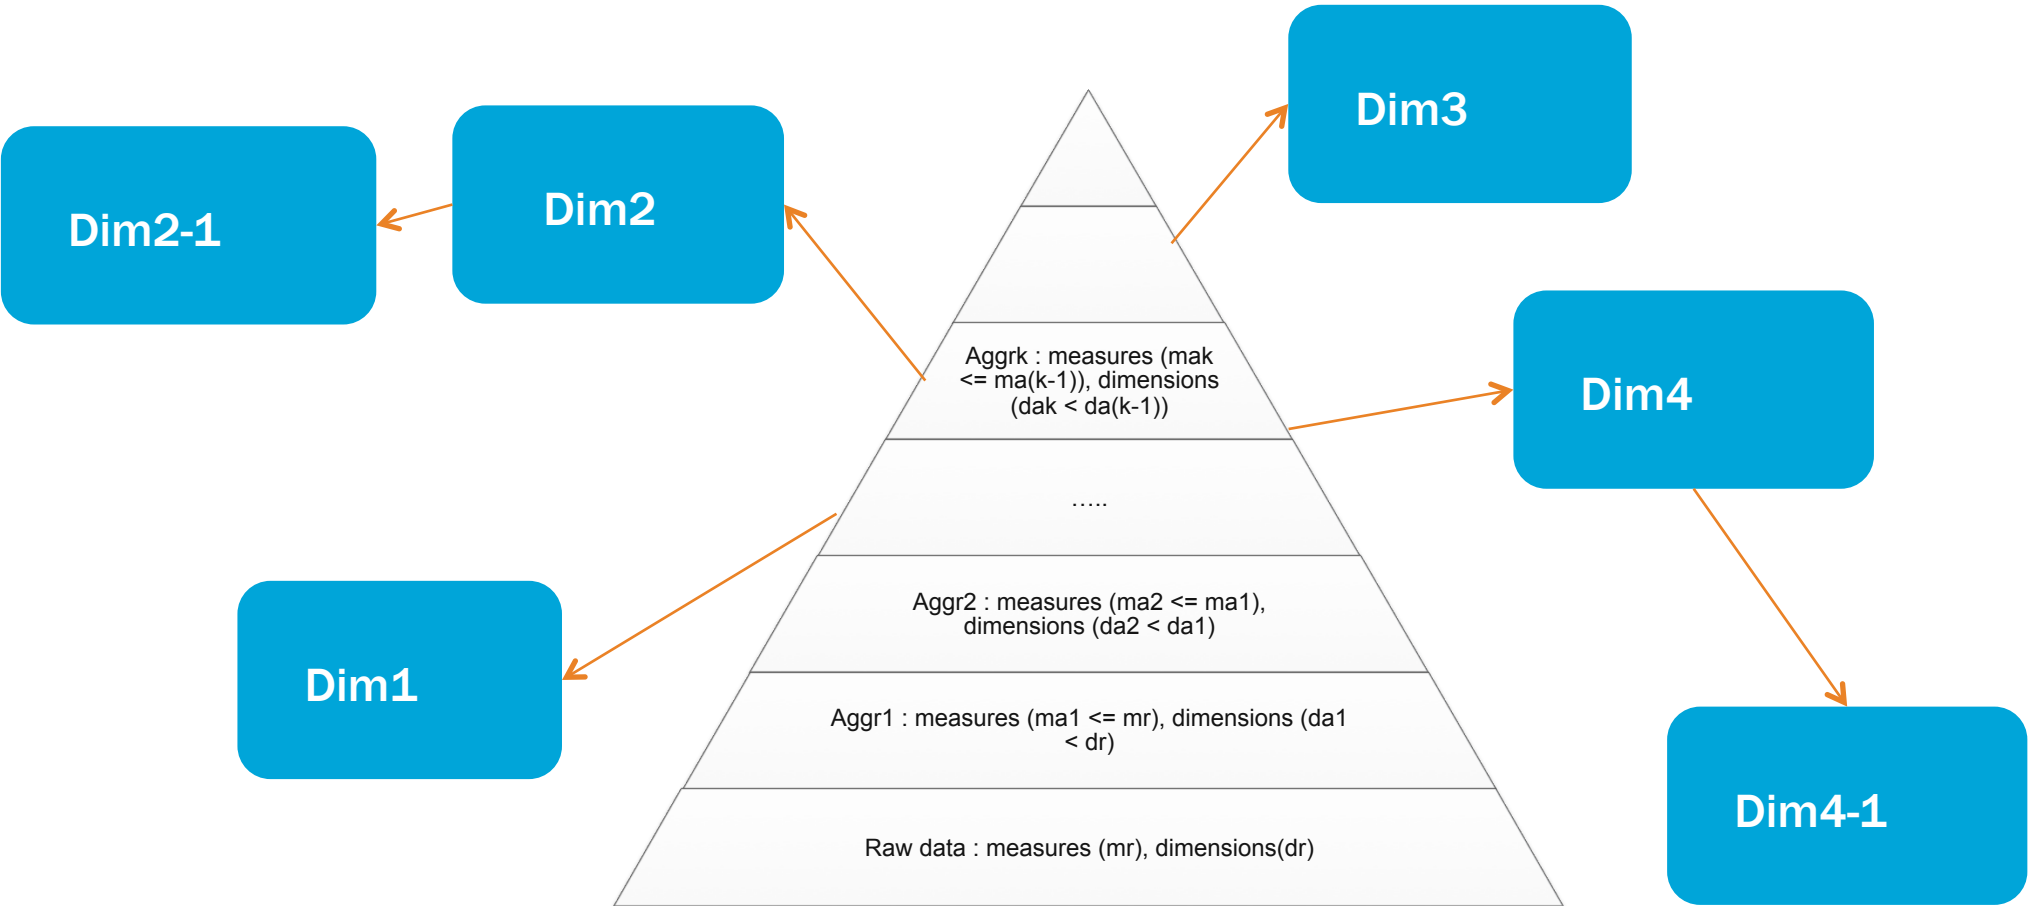 Dim3
Dim2
Dim2-1
Aggrk : measures (mak
<= ma(k-1)), dimensions
(dak < da(k-1))
Dim4
.....
Aggr2 : measures (ma2 <= ma1),
dimensions (da2 < da1)
Dim1
Aggr1 : measures (ma1 <= mr), dimensions (da1
< dr)
Dim4-1
Raw data : measures (mr), dimensions(dr)